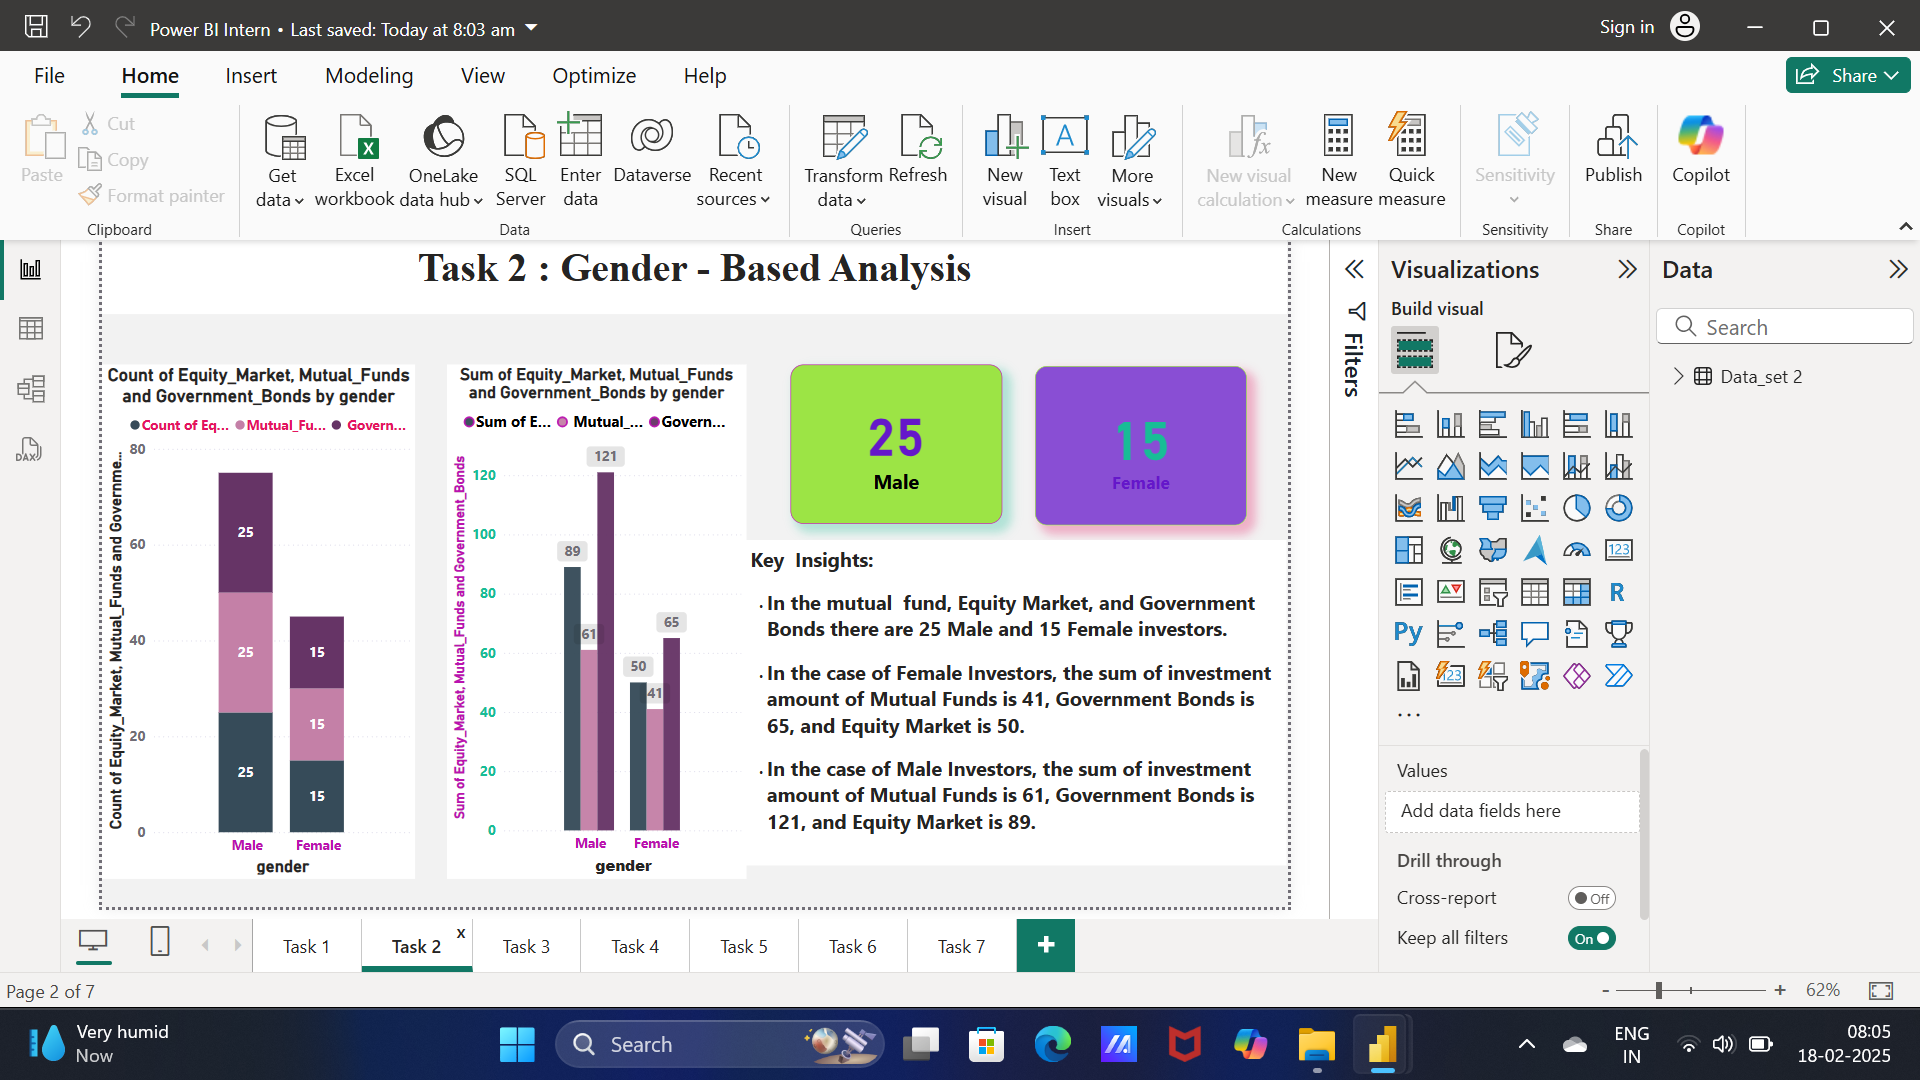 Power BI Intern • Last saved: Today at 8:03 am
Sign in
File Home Insert Modeling View Optimize Help
Share
Paste
Cut
Copy
Format painter
Clipboard
Get data
Excel workbook
OneLake data hub
SQL Server
Enter data
Dataverse
Recent sources
Data
Transform data
Refresh
Queries
New visual
Text box
More visuals
Insert
New visual calculation
New measure
Quick measure
Calculations
Sensitivity
Sensitivity
Publish
Share
Copilot
Copilot
DAX
Task 2 : Gender - Based Analysis
Count of Equity_Market, Mutual_Funds
and Government_Bonds by gender
Count of Eq... Mutual_Fu... Govern...
Count of Equity_Market, Mutual_Funds and Governme...
80
60
40
20
0
25
25
25
15
15
15
Male Female
gender
Sum of Equity_Market, Mutual_Funds
and Government_Bonds by gender
Sum of E... Mutual_... Govern...
Sum of Equity_Market, Mutual_Funds and Government_Bonds
120
100
80
60
40
20
0
89
61
121
50
41
65
Male Female
gender
25
Male
15
Female
Key Insights:
· In the mutual fund, Equity Market, and Government
Bonds there are 25 Male and 15 Female investors.
· In the case of Female Investors, the sum of investment
amount of Mutual Funds is 41, Government Bonds is
65, and Equity Market is 50.
· In the case of Male Investors, the sum of investment
amount of Mutual Funds is 61, Government Bonds is
121, and Equity Market is 89.
Filters
Visualizations
Build visual
123
R
Py
123
...
Values
Add data fields here
Drill through
Cross-report
Off
Keep all filters
On
Data
Search
Data_set 2
Task 1 Task 2 x Task 3 Task 4 Task 5 Task 6 Task 7 +
Page 2 of 7
- + 62%
Very humid
Now
Search
ENG
IN
08:05
18-02-2025